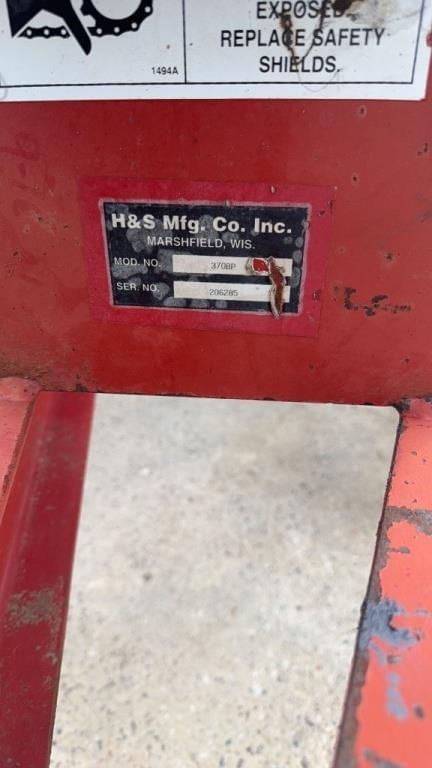 1494A
EXPOSED
REPLACE SAFETY
SHIELDS.
H&S Mfg. Co. Inc.
MARSHFIELD, WIS.
MOD. NO. 370BP
SER. NO. 206285